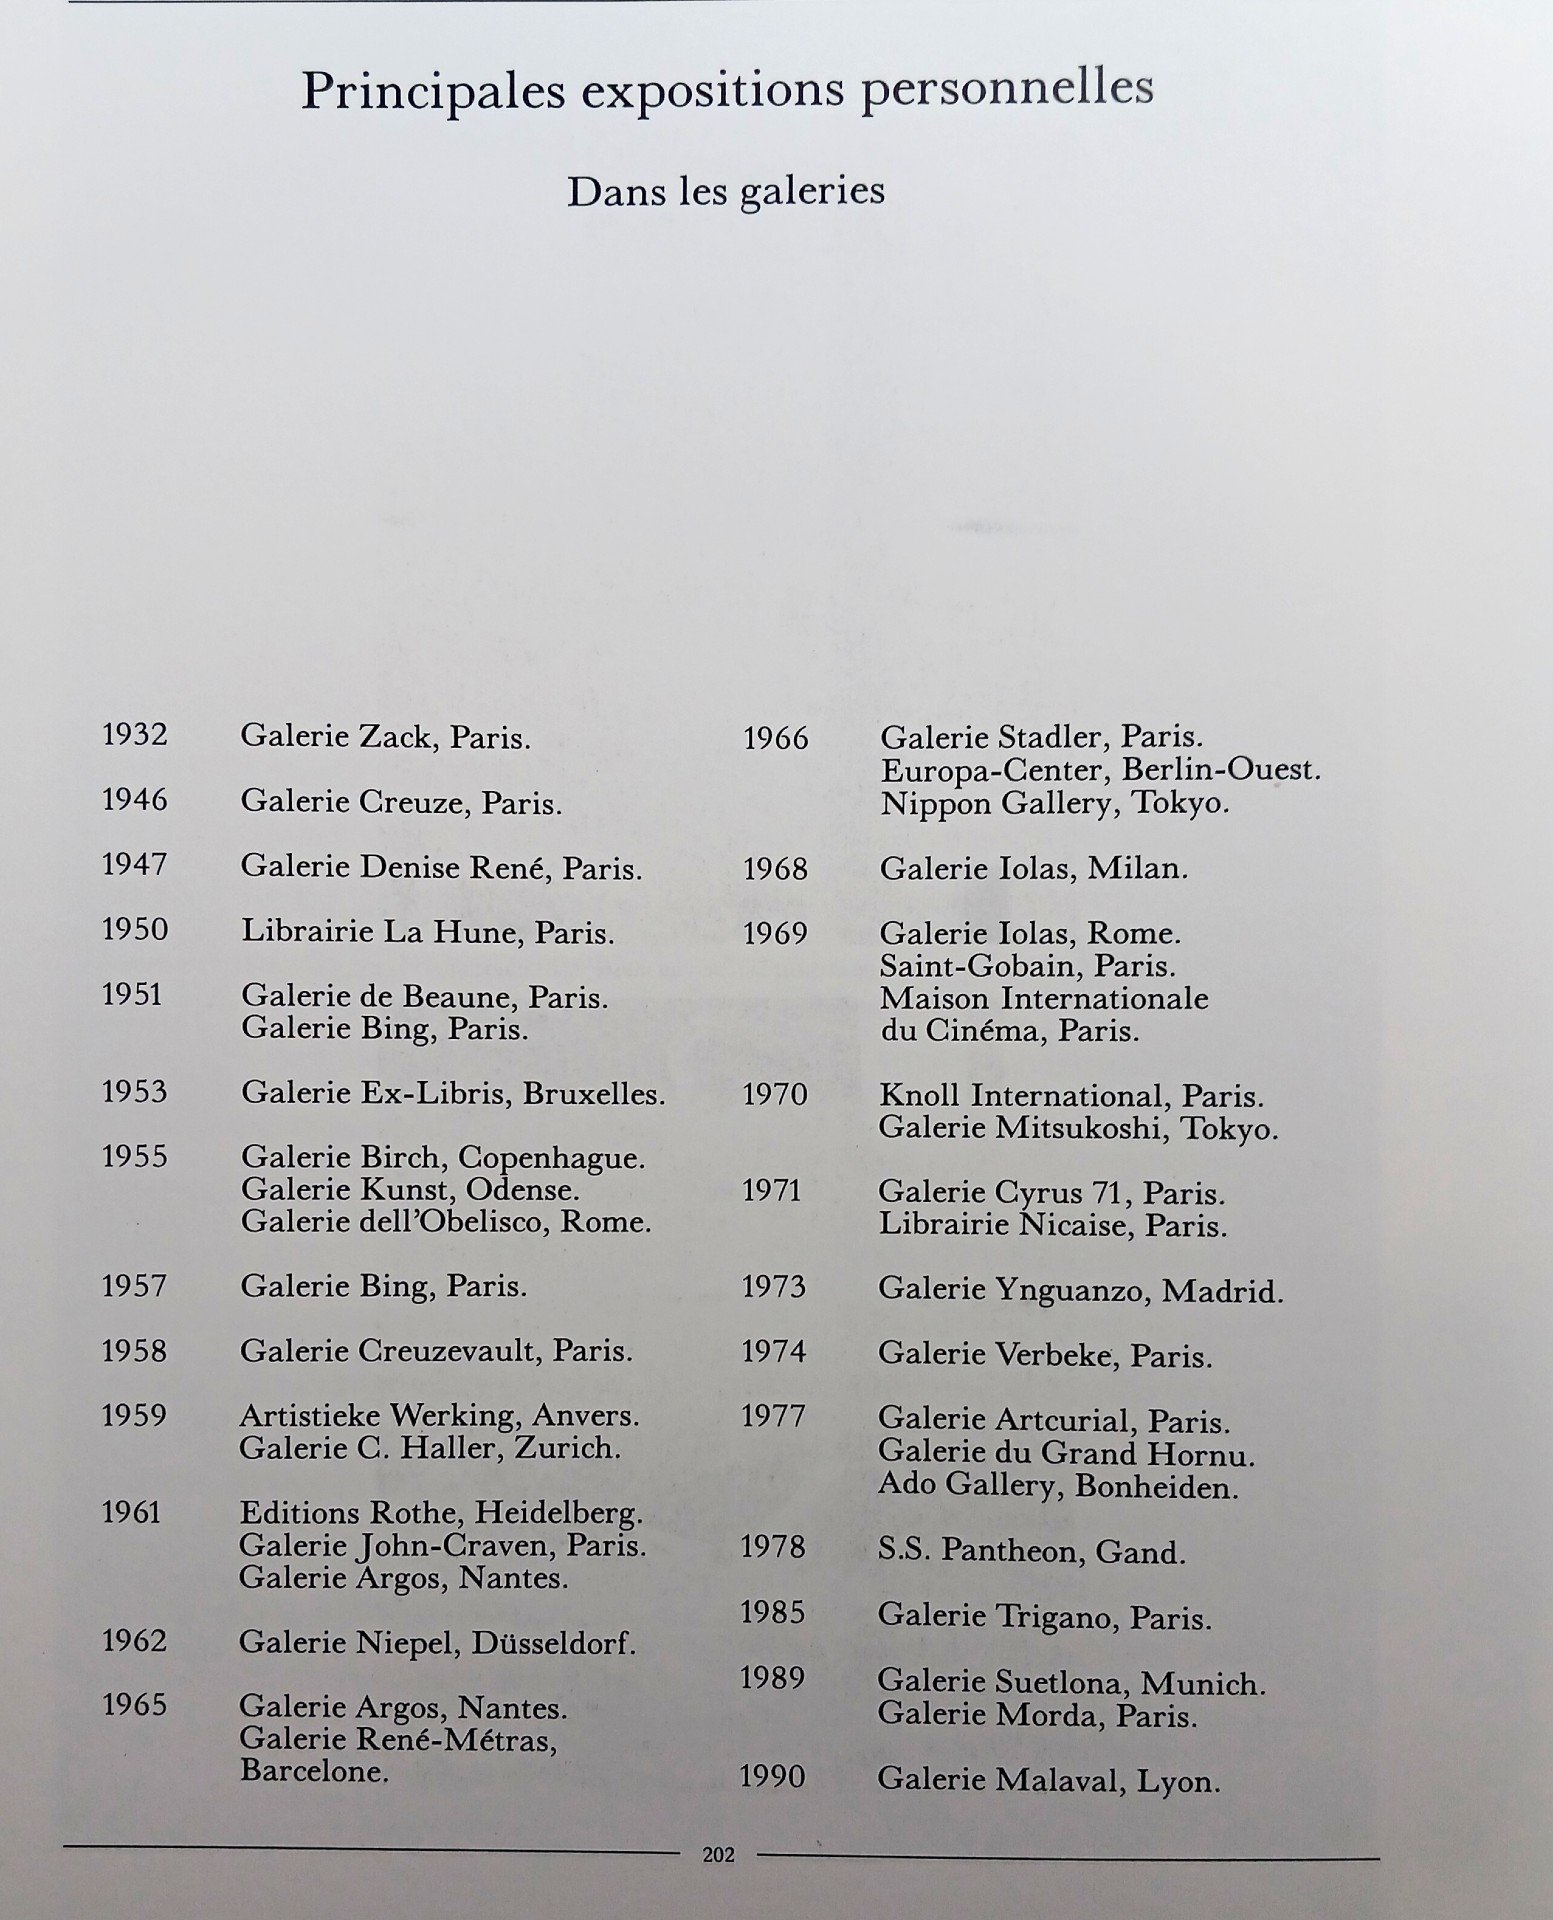 Principales expositions personnelles
Dans les galeries
1932 Galerie Zack, Paris.
1946 Galerie Creuze, Paris.
1947 Galerie Denise René, Paris.
1950 Librairie La Hune, Paris.
1951 Galerie de Beaune, Paris.
Galerie Bing, Paris.
1953 Galerie Ex-Libris, Bruxelles.
1955 Galerie Birch, Copenhague.
Galerie Kunst, Odense.
Galerie dell'Obelisco, Rome.
1957 Galerie Bing, Paris.
1958 Galerie Creuzevault, Paris.
1959 Artistieke Werking, Anvers.
Galerie C. Haller, Zurich.
1961 Editions Rothe, Heidelberg.
Galerie John-Craven, Paris.
Galerie Argos, Nantes.
1962 Galerie Niepel, Düsseldorf.
1965 Galerie Argos, Nantes.
Galerie René-Métras,
Barcelone.
1966 Galerie Stadler, Paris.
Europa-Center, Berlin-Ouest.
Nippon Gallery, Tokyo.
1968 Galerie Iolas, Milan.
1969 Galerie Iolas, Rome.
Saint-Gobain, Paris.
Maison Internationale
du Cinéma, Paris.
1970 Knoll International, Paris.
Galerie Mitsukoshi, Tokyo.
1971 Galerie Cyrus 71, Paris.
Librairie Nicaise, Paris.
1973 Galerie Ynguanzo, Madrid.
1974 Galerie Verbeke, Paris.
1977 Galerie Artcurial, Paris.
Galerie du Grand Hornu.
Ado Gallery, Bonheiden.
1978 S.S. Pantheon, Gand.
1985 Galerie Trigano, Paris.
1989 Galerie Suetlona, Munich.
Galerie Morda, Paris.
1990 Galerie Malaval, Lyon.
202